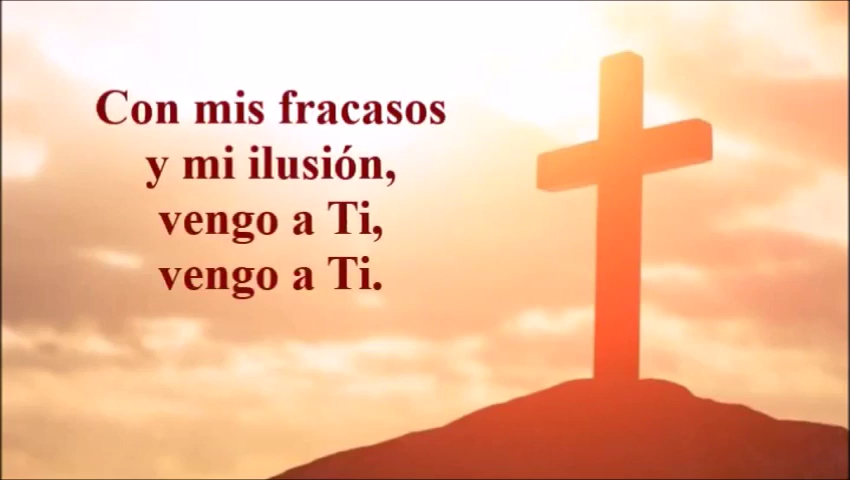 Con mis fracasos
y mi ilusión,
vengo a Ti,
vengo a Ti.